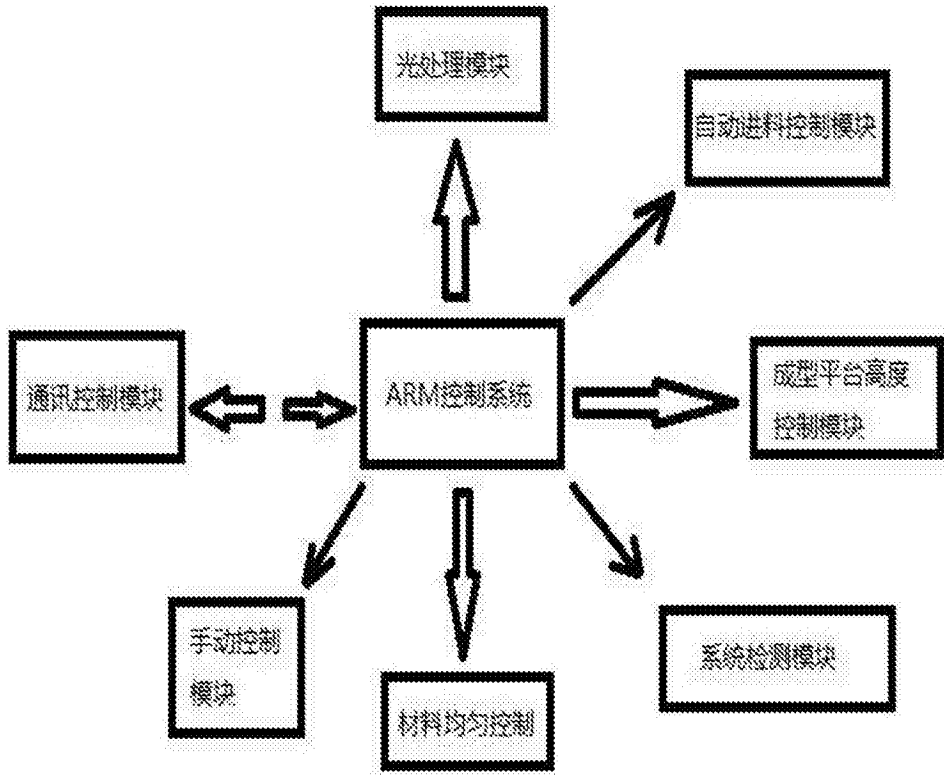 光处理模块
自动进料控制模块
通讯控制模块
ARM控制系统
成型平台高度
控制模块
手动控制
模块
材料均匀控制
系统检测模块